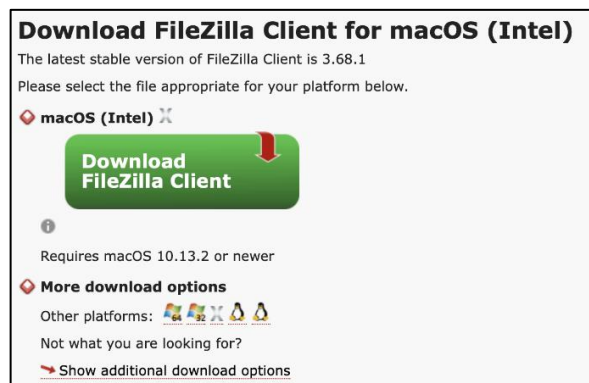 Download FileZilla Client for macOS (Intel)
The latest stable version of FileZilla Client is 3.68.1
Please select the file appropriate for your platform below.
macOS (Intel)
Download
FileZilla Client
Requires macOS 10.13.2 or newer
More download options
Other platforms: 64 32
Not what you are looking for?
Show additional download options